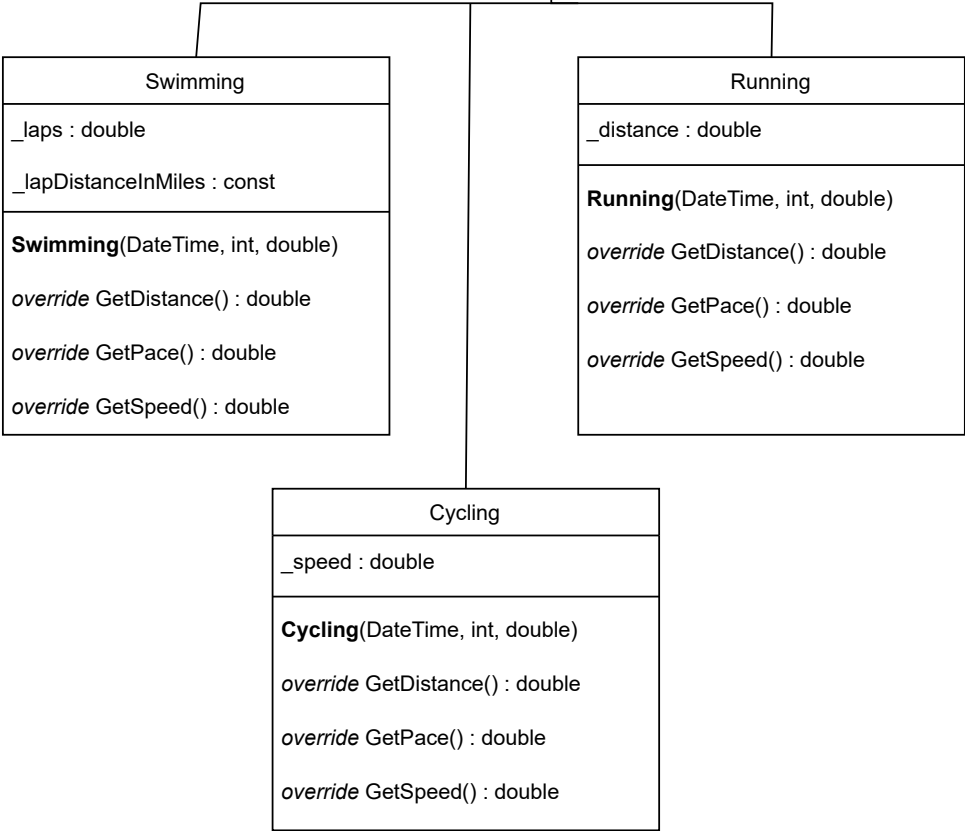 Swimming
_laps : double
_lapDistanceInMiles : const
Swimming(DateTime, int, double)
override GetDistance() : double
override GetPace() : double
override GetSpeed() : double
Running
_distance : double
Running(DateTime, int, double)
override GetDistance() : double
override GetPace() : double
override GetSpeed() : double
Cycling
_speed : double
Cycling(DateTime, int, double)
override GetDistance() : double
override GetPace() : double
override GetSpeed() : double